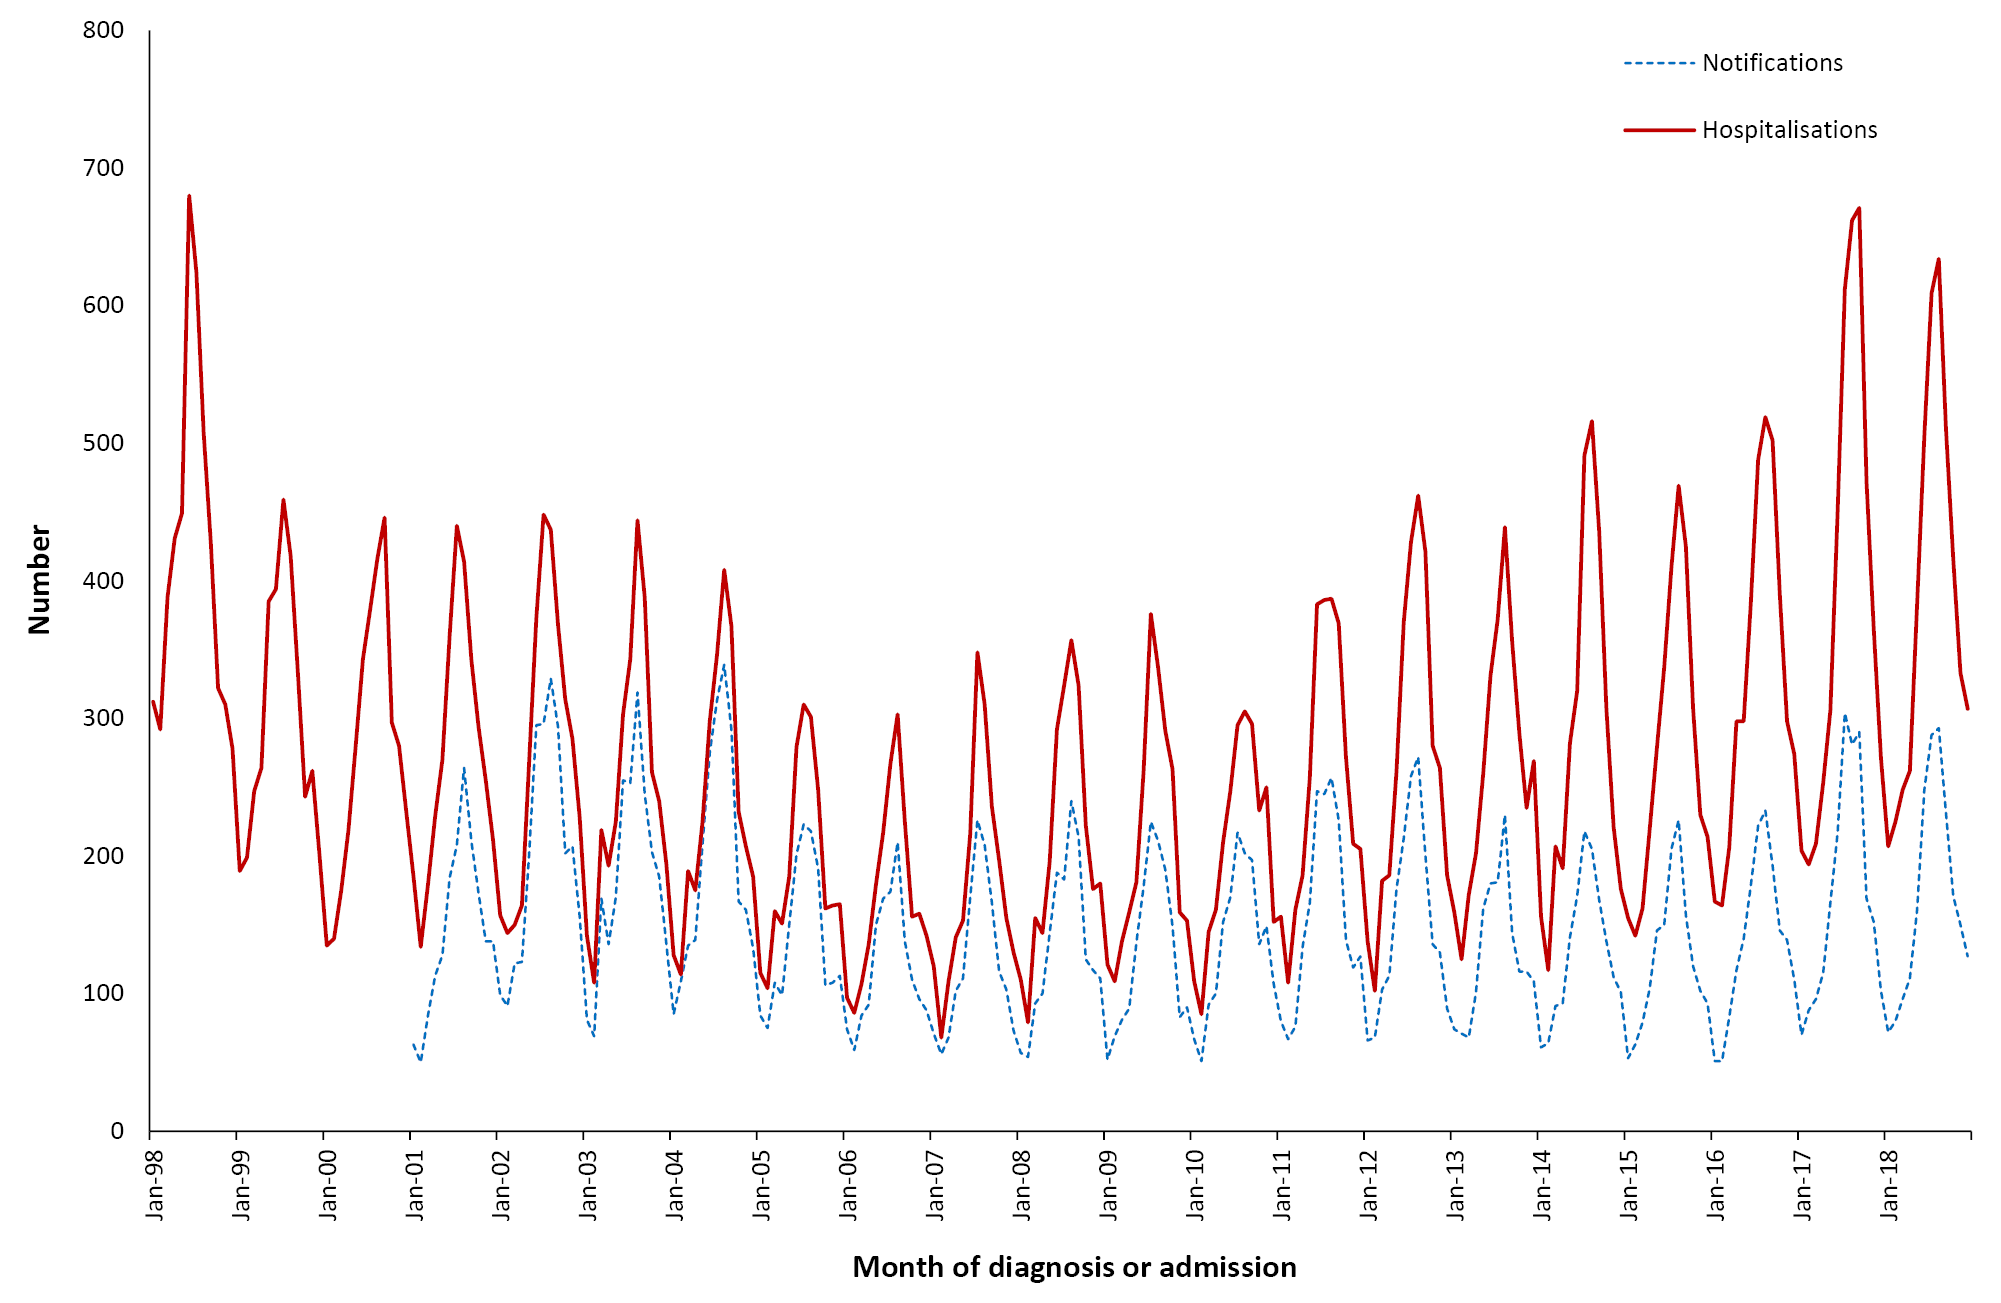 800
700
600
500
400
300
200
100
0
Number
Notifications
Hospitalisations
Jan-98
Jan-99
Jan-00
Jan-01
Jan-02
Jan-03
Jan-04
Jan-05
Jan-06
Jan-07
Jan-08
Jan-09
Jan-10
Jan-11
Jan-12
Jan-13
Jan-14
Jan-15
Jan-16
Jan-17
Jan-18
Month of diagnosis or admission